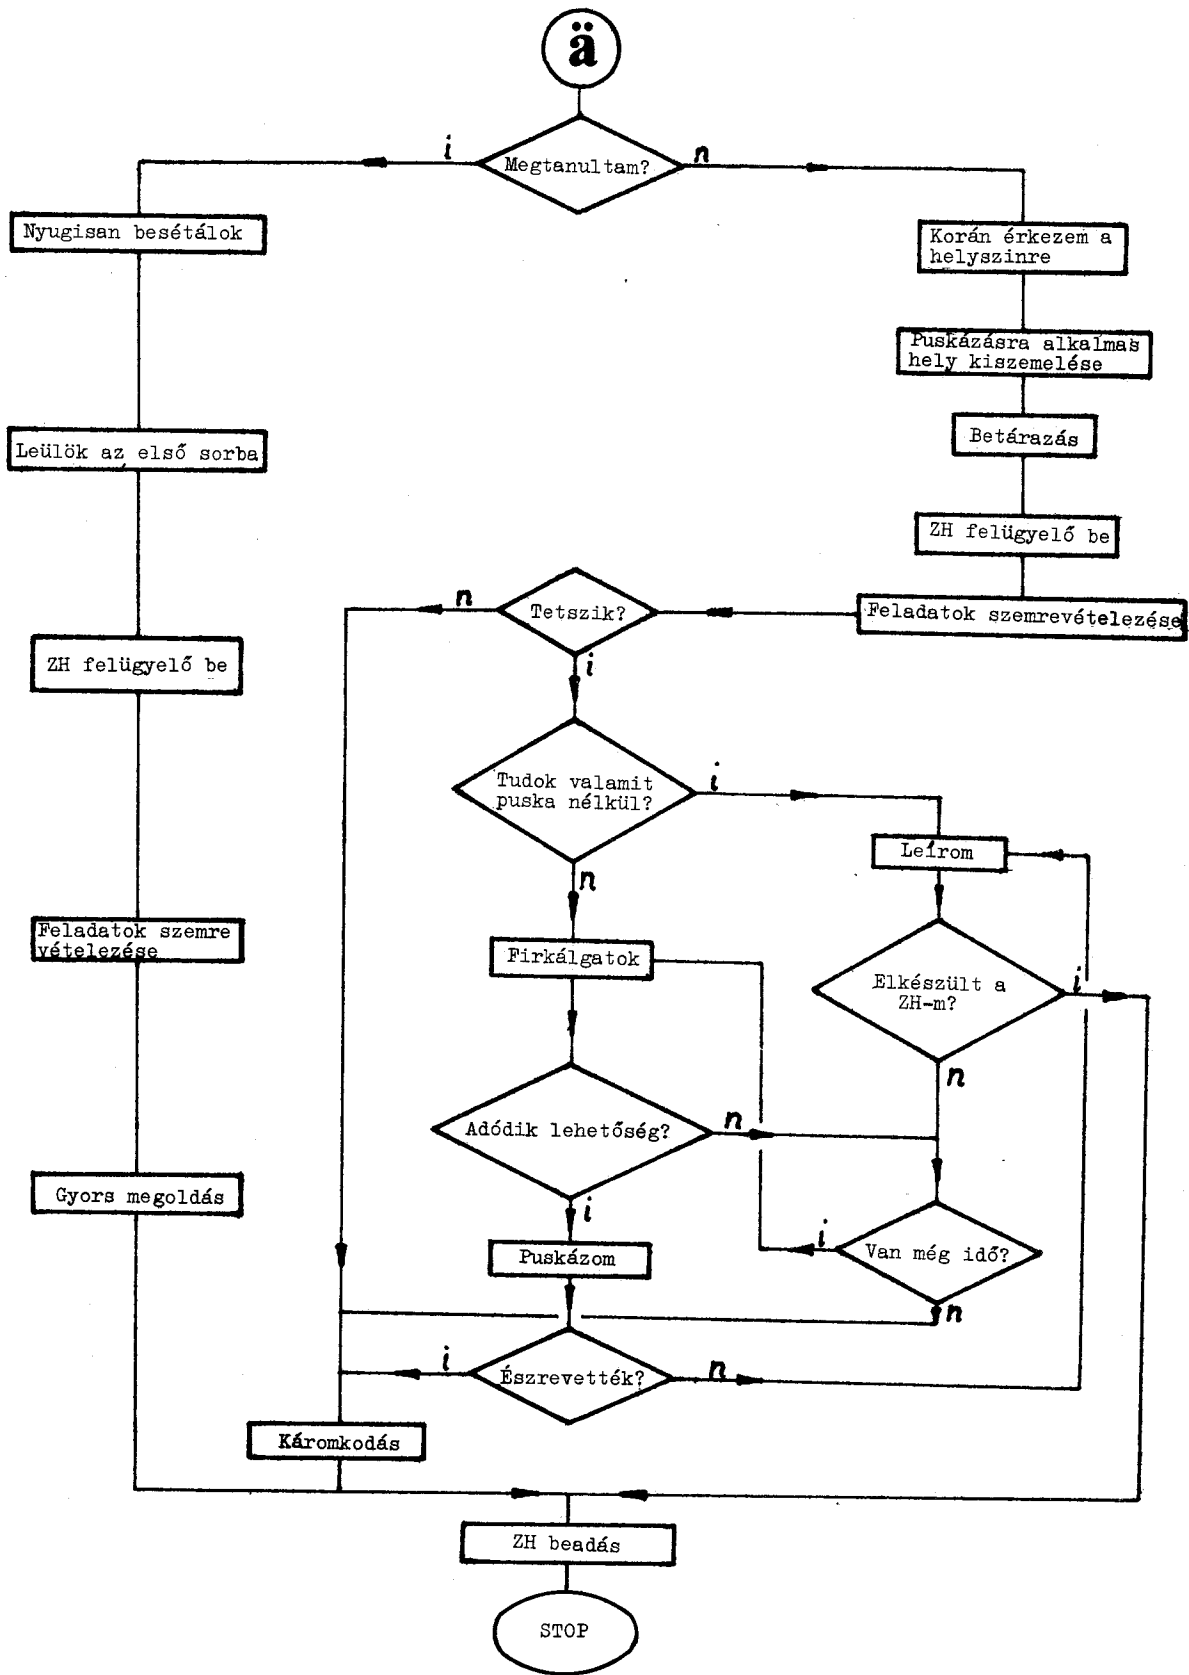 ä
Megtanultam?
i
n
Nyugisan besétálok
Korán érkezem a
helyszinre
Puskázásra alkalmas
hely kiszemelése
Leülök az első sorba
Betárazás
ZH felügyelő be
Feladatok szemrevételezése
Tetszik?
n
i
ZH felügyelő be
Tudok valamit
puska nélkül?
i
n
Leírom
Feladatok szemre
vételezése
Firkálgatok
Elkészült a
ZH-m?
i
n
Adódik lehetőség?
n
i
Gyors megoldás
Puskázom
Van még idő?
i
n
Észrevették?
i
n
Káromkodás
ZH beadás
STOP